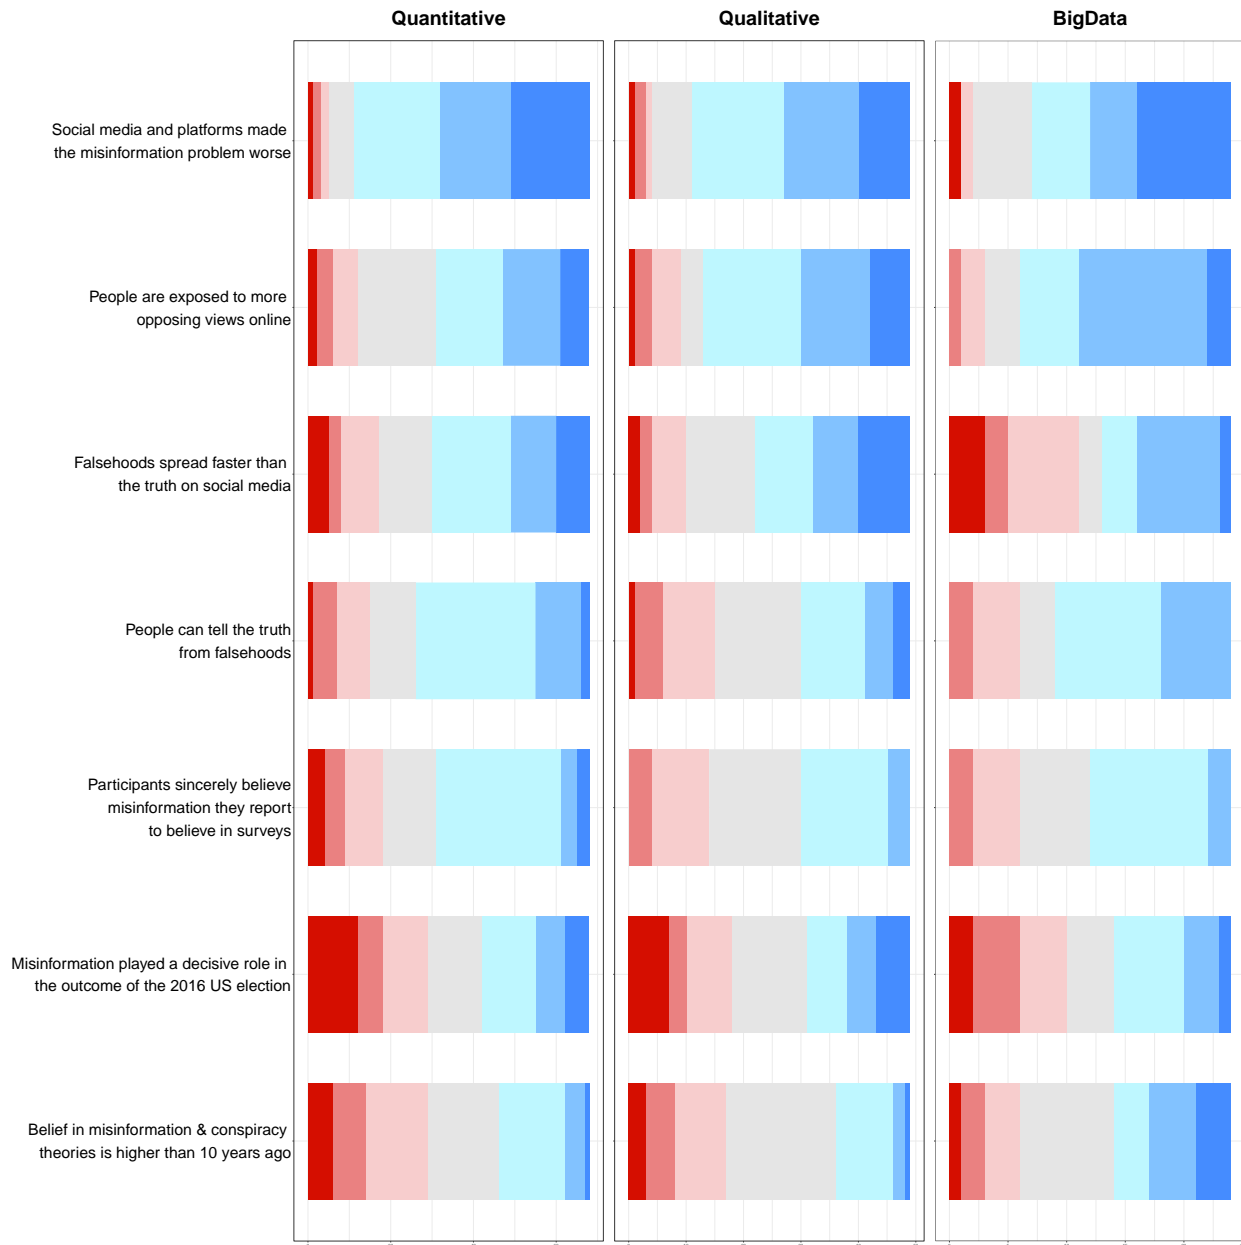 Quantitative
Qualitative
BigData
Social media and platforms made
the misinformation problem worse
People are exposed to more
opposing views online
Falsehoods spread faster than
the truth on social media
People can tell the truth
from falsehoods
Participants sincerely believe
misinformation they report
to believe in surveys
Misinformation played a decisive role in
the outcome of the 2016 US election
Belief in misinformation & conspiracy
theories is higher than 10 years ago